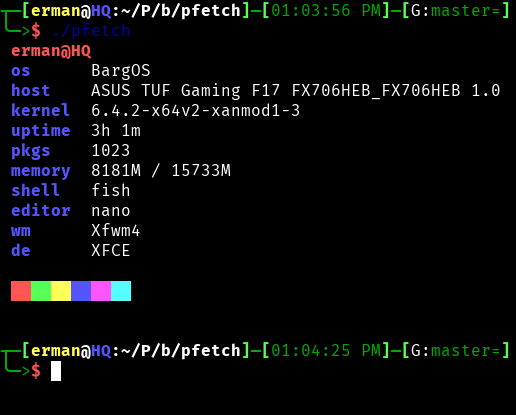 ┬─[erman@HQ:~/P/b/pfetch]─[01:03:56 PM]─[G:master=]
╰─>$ ./pfetch
erman@HQ
os BargOS
host ASUS TUF Gaming F17 FX706HEB_FX706HEB 1.0
kernel 6.4.2-x64v2-xanmod1-3
uptime 3h 1m
pkgs 1023
memory 8181M / 15733M
shell fish
editor nano
wm Xfwm4
de XFCE
┬─[erman@HQ:~/P/b/pfetch]─[01:04:25 PM]─[G:master=]
╰─>$